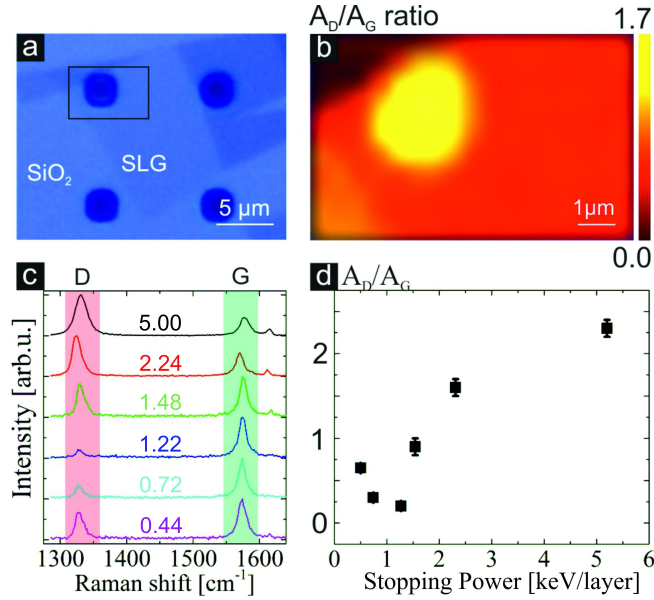 a
SiO₂
SLG
5 μm
A_D/A_G ratio
1.7
b
1μm
0.0
c
D
G
5.00
2.24
1.48
1.22
0.72
0.44
Intensity [arb.u.]
1300 1400 1500 1600
Raman shift [cm⁻¹]
d
A_D/A_G
2
1
0
0 1 2 3 4 5 6 7
Stopping Power [keV/layer]